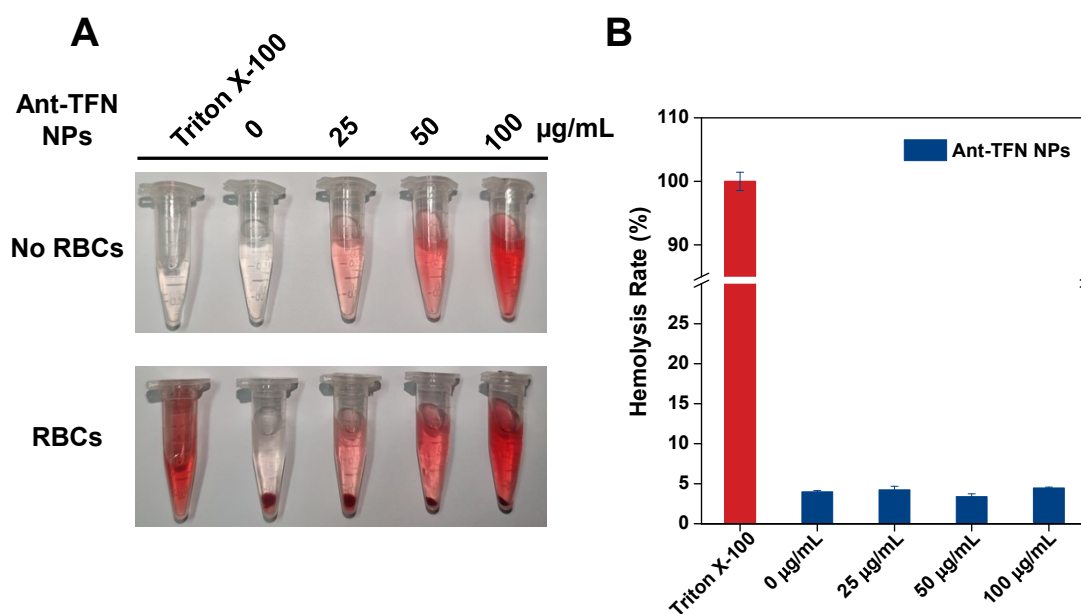 A
Ant-TFN
NPs
Triton X-100
0
25
50
100
µg/mL
No RBCs
RBCs
B
Hemolysis Rate (%)
110
100
90
25
20
15
10
5
0
Ant-TFN NPs
Triton X-100
0 µg/mL
25 µg/mL
50 µg/mL
100 µg/mL